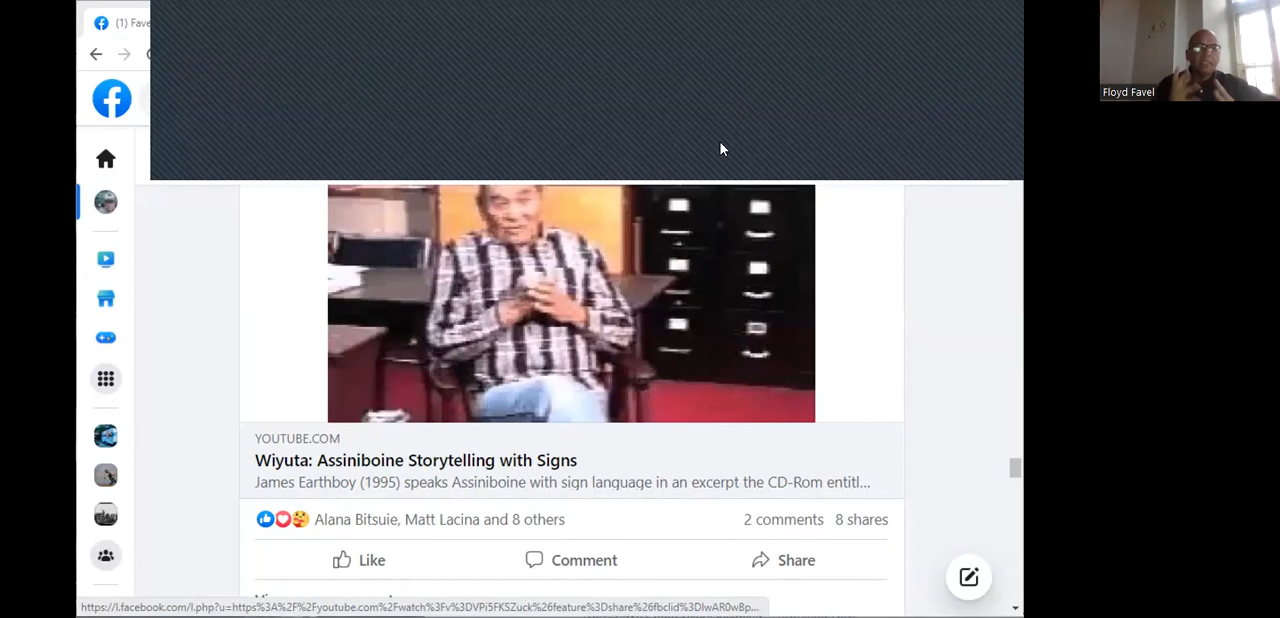 (1) Fave
Floyd Favel
YOUTUBE.COM
Wiyuta: Assiniboine Storytelling with Signs
James Earthboy (1995) speaks Assiniboine with sign language in an excerpt the CD-Rom entitl...
Alana Bitsuie, Matt Lacina and 8 others
2 comments 8 shares
Like
Comment
Share
https://l.facebook.com/l.php?u=https%3A%2F%2Fyoutube.com%2Fwatch%3Fv%3DVPi5FKSZuck%26feature%3Dshare%26fbclid%3DIwAR0wBp...